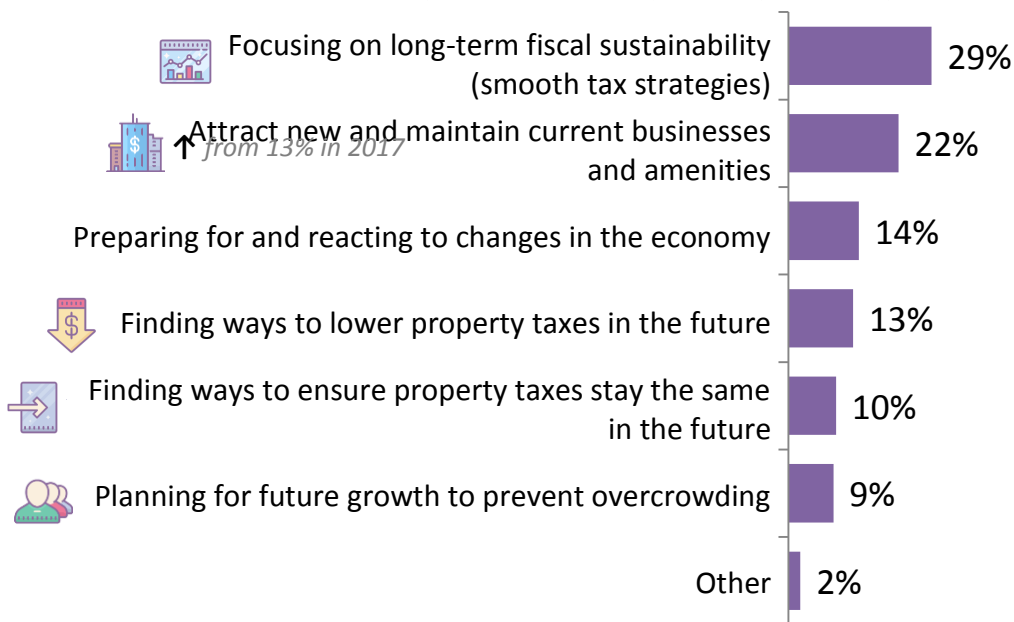 Focusing on long-term fiscal sustainability
(smooth tax strategies)
29%
Attract new and maintain current businesses
and amenities
↑ from 13% in 2017
22%
Preparing for and reacting to changes in the economy
14%
$
Finding ways to lower property taxes in the future
13%
Finding ways to ensure property taxes stay the same
in the future
10%
Planning for future growth to prevent overcrowding
9%
Other
2%